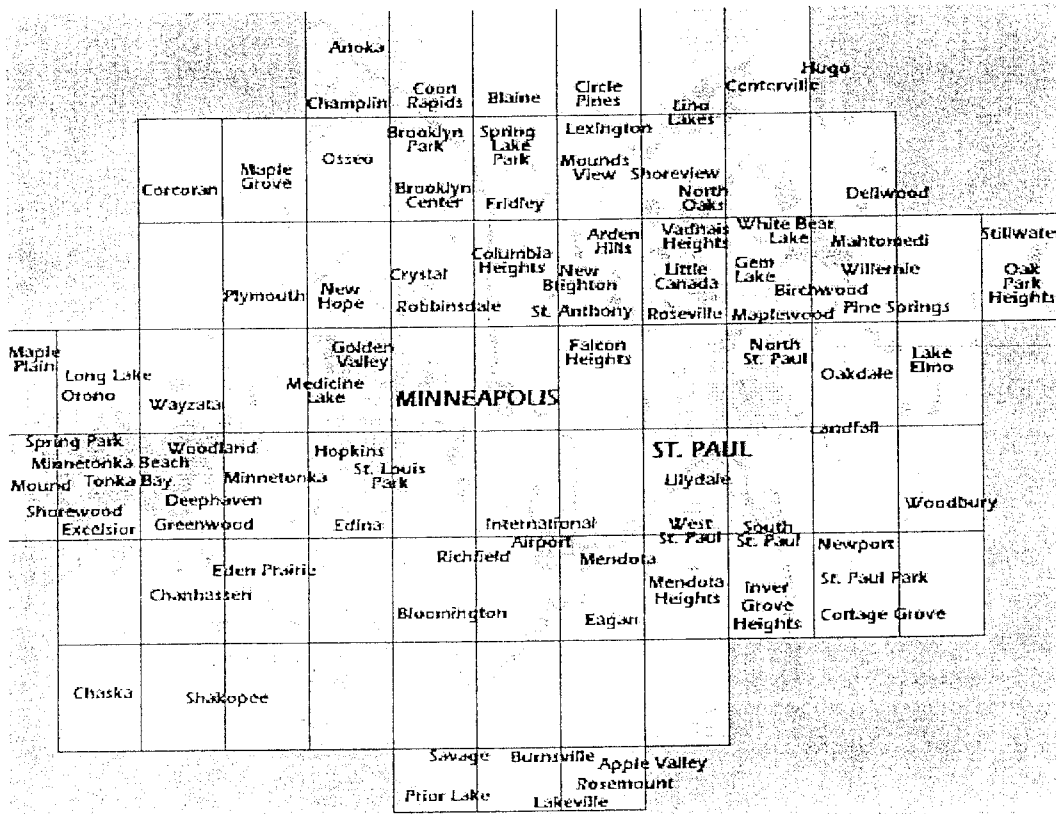 Anoka
Hugo
Centerville
Coon
Rapids
Circle
Pines
Blaine
Champlin
Lino
Lakes
Brooklyn
Park
Spring
Lake
Park
Lexington
Osseo
Maple
Grove
Mounds
View
Shoreview
Corcoran
Brooklyn
Center
Fridley
North
Oaks
Dellwood
Arden
Hills
Vadnais
Heights
White Bear
Lake
Mahtomedi
Stillwater
Columbia
Heights
Crystal
New
Brighton
Little
Canada
Gem
Lake
Willernie
Oak
Park
Heights
Plymouth
New
Hope
Birchwood
Robbinsdale
St. Anthony
Roseville
Maplewood
Pine Springs
Maple
Plain
Golden
Valley
Falcon
Heights
North
St. Paul
Lake
Elmo
Long Lake
Orono
Medicine
Lake
Oakdale
Wayzata
MINNEAPOLIS
Landfall
Spring Park
Woodland
Hopkins
ST. PAUL
Minnetonka Beach
St. Louis
Park
Mound
Tonka Bay
Minnetonka
Lilydale
Deephaven
Woodbury
Shorewood
Excelsior
Greenwood
Edina
International
Airport
West
St. Paul
South
St. Paul
Newport
Richfield
Mendota
Eden Prairie
Mendota
Heights
St. Paul Park
Chanhassen
Inver
Grove
Heights
Bloomington
Eagan
Cottage Grove
Chaska
Shakopee
Savage
Burnsville
Apple Valley
Rosemount
Prior Lake
Lakeville